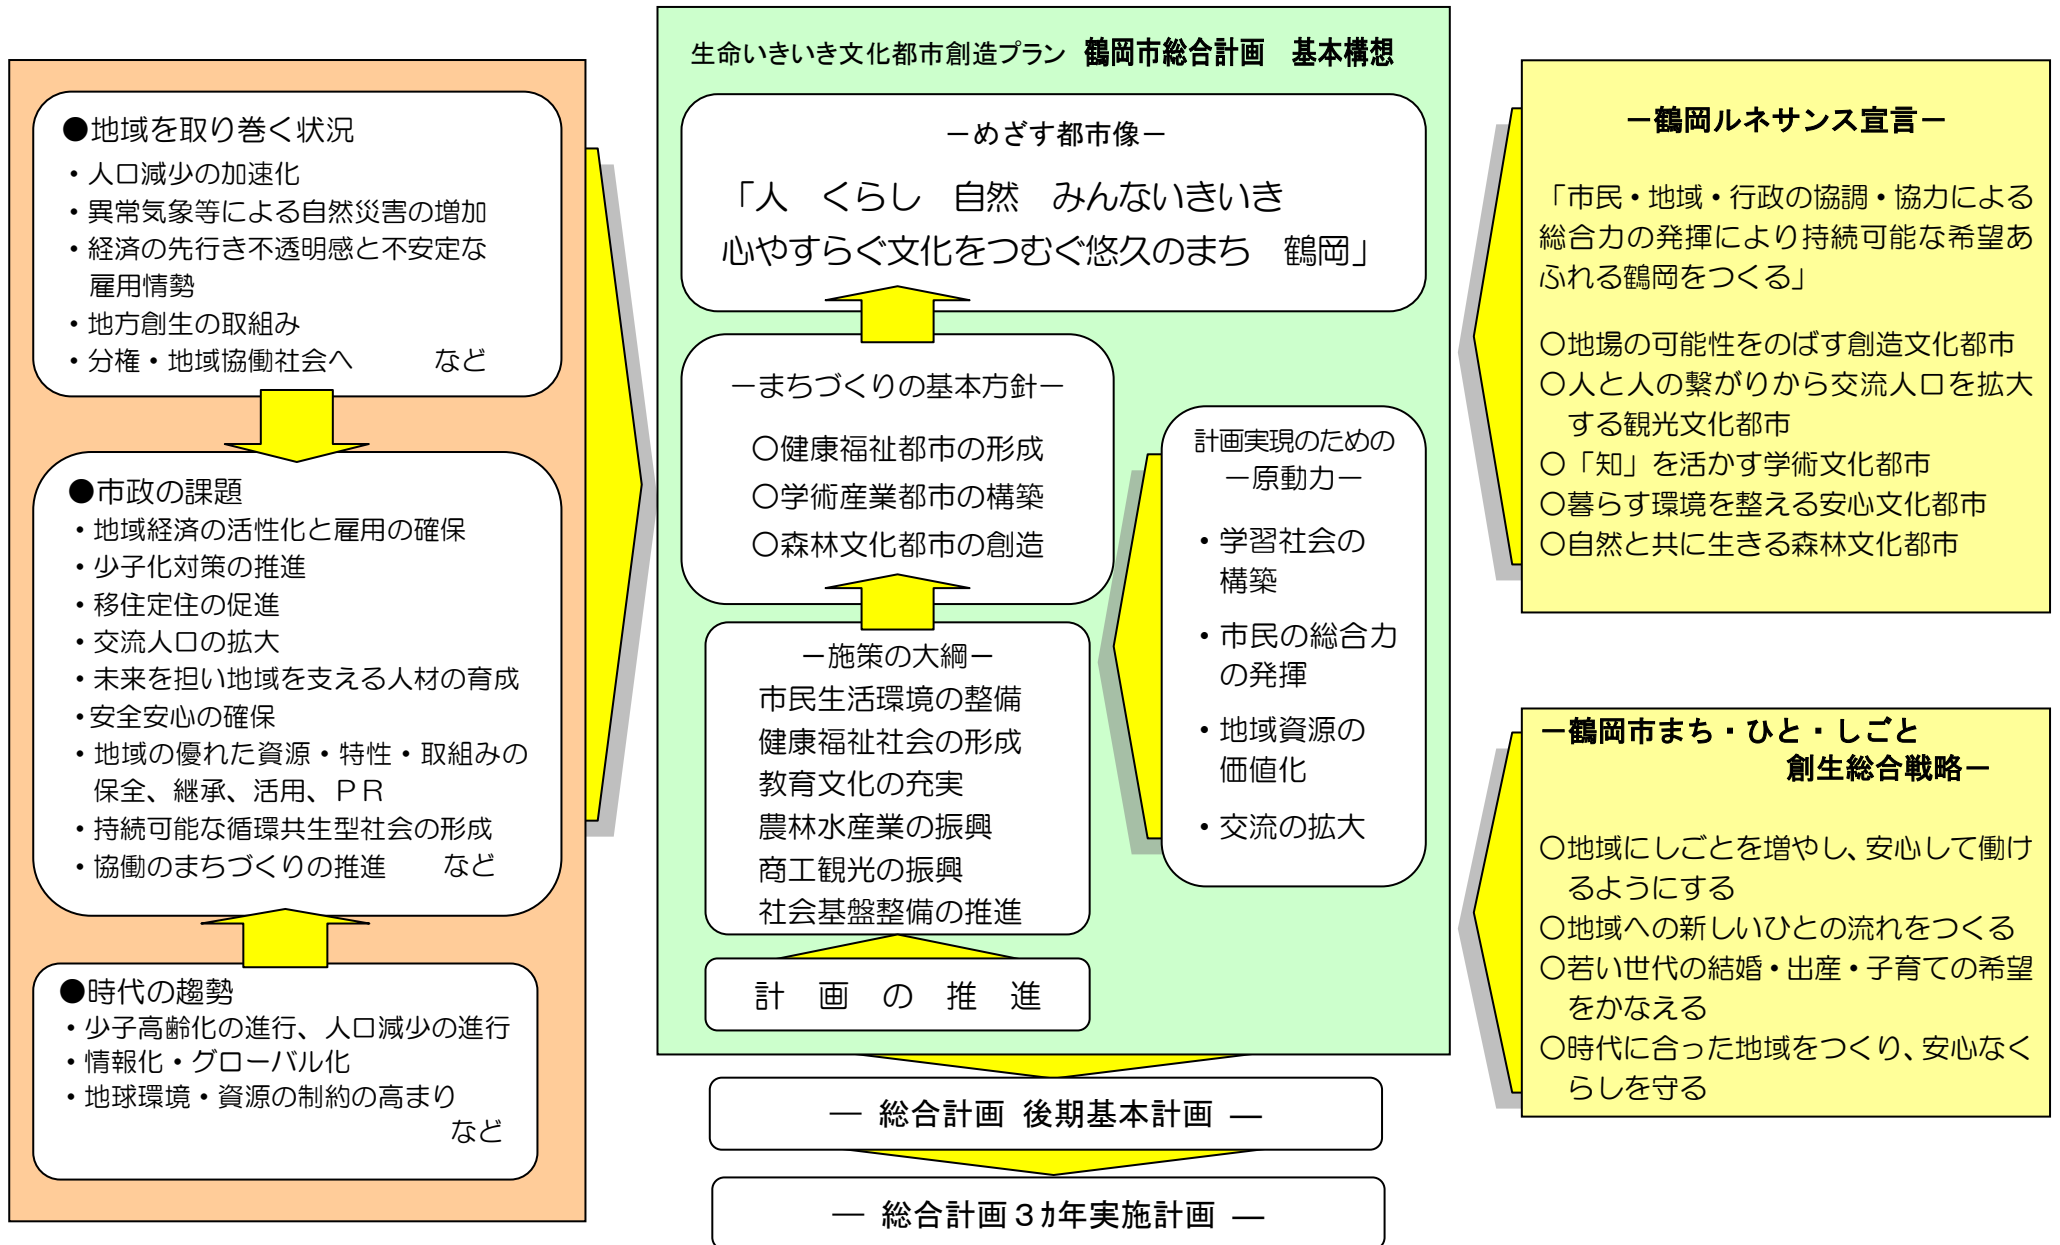 ●地域を取り巻く状況
・人口減少の加速化
・異常気象等による自然災害の増加
・経済の先行き不透明感と不安定な
雇用情勢
・地方創生の取組み
・分権・地域協働社会へ　　　など
●市政の課題
・地域経済の活性化と雇用の確保
・少子化対策の推進
・移住定住の促進
・交流人口の拡大
・未来を担い地域を支える人材の育成
・安全安心の確保
・地域の優れた資源・特性・取組みの
保全、継承、活用、ＰＲ
・持続可能な循環共生型社会の形成
・協働のまちづくりの推進　　など
●時代の趨勢
・少子高齢化の進行、人口減少の進行
・情報化・グローバル化
・地球環境・資源の制約の高まり
など
生命いきいき文化都市創造プラン　鶴岡市総合計画　基本構想
－めざす都市像－
「人　くらし　自然　みんないきいき
心やすらぐ文化をつむぐ悠久のまち　鶴岡」
－まちづくりの基本方針－
○健康福祉都市の形成
○学術産業都市の構築
○森林文化都市の創造
－施策の大綱－
市民生活環境の整備
健康福祉社会の形成
教育文化の充実
農林水産業の振興
商工観光の振興
社会基盤整備の推進
計　画　の　推　進
計画実現のための
－原動力－
・学習社会の
構築
・市民の総合力
の発揮
・地域資源の
価値化
・交流の拡大
― 総合計画 後期基本計画 ―
― 総合計画３ヵ年実施計画 ―
－鶴岡ルネサンス宣言－
「市民・地域・行政の協調・協力による
総合力の発揮により持続可能な希望あ
ふれる鶴岡をつくる」
○地場の可能性をのばす創造文化都市
○人と人の繋がりから交流人口を拡大
する観光文化都市
○「知」を活かす学術文化都市
○暮らす環境を整える安心文化都市
○自然と共に生きる森林文化都市
－鶴岡市まち・ひと・しごと
創生総合戦略－
○地域にしごとを増やし、安心して働け
るようにする
○地域への新しいひとの流れをつくる
○若い世代の結婚・出産・子育ての希望
をかなえる
○時代に合った地域をつくり、安心なく
らしを守る